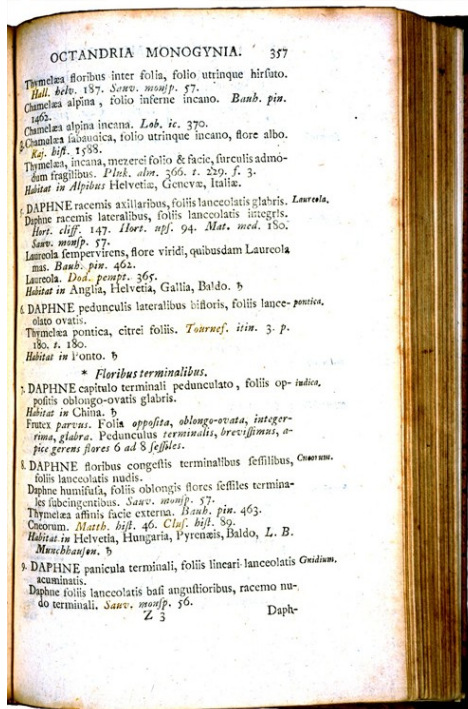 OCTANDRIA MONOGYNIA. 357
Thymelæa floribus inter folia, folio utrinque hirſuto.
Hall. helv. 187. Sauv. monſp. 57.
Chamelæa alpina, folio inferne incano. Bauh. pin.
1462.
Chamelæa alpina incana. Lob. ic. 370.
Chamelæa ſabaudica, folio utrinque incano, flore albo.
Raj. hiſt. 1588.
Thymelæa, incana, mezerei folio & facie, ſurculis admo-
dum fragilibus. Pluk. alm. 366. t. 229. f. 3.
Habitat in Alpibus Helvetiæ, Genevæ, Italiæ.
5. DAPHNE racemis axillaribus, foliis lanceolatis glabris. Laureola.
Daphne racemis lateralibus, foliis lanceolatis integris.
Hort. cliff. 147. Hort. upſ. 94. Mat. med. 180.
Sauv. monſp. 57.
Laureola ſempervirens, flore viridi, quibusdam Laureola
mas. Bauh. pin. 462.
Laureola. Dod. pempt. 365.
Habitat in Anglia, Helvetia, Gallia, Baldo. ♄
6. DAPHNE pedunculis lateralibus bifloris, foliis lance- pontica.
olato ovatis.
Thymelæa pontica, citrei foliis. Tournef. itin. 3. p.
180. t. 180.
Habitat in Ponto. ♄
* Floribus terminalibus.
7. DAPHNE capitulo terminali pedunculato, foliis op- indica.
poſitis oblongo-ovatis glabris.
Habitat in China. ♄
Frutex parvus. Folia oppoſita, oblongo-ovata, integer-
rima, glabra. Pedunculus terminalis, breviſſimus, a-
pice gerens flores 6 ad 8 ſeſſiles.
8. DAPHNE floribus congeſtis terminalibus ſeſſilibus, Cneorum.
foliis lanceolatis nudis.
Daphne humifuſa, foliis oblongis flores ſeſſiles termina-
les ſubcingentibus. Sauv. monſp. 57.
Thymelæa affinis facie externa. Bauh. pin. 463.
Cneorum. Matth. hiſt. 46. Cluſ. hiſt. 89.
Habitat in Helvetia, Hungaria, Pyrenæis, Baldo, L. B.
Munchhauſen. ♄
9. DAPHNE panicula terminali, foliis lineari-lanceolatis Gnidium.
acuminatis.
Daphne foliis lanceolatis baſi anguſtioribus, racemo nu-
do terminali. Sauv. monſp. 56.
Z 3 Daph-